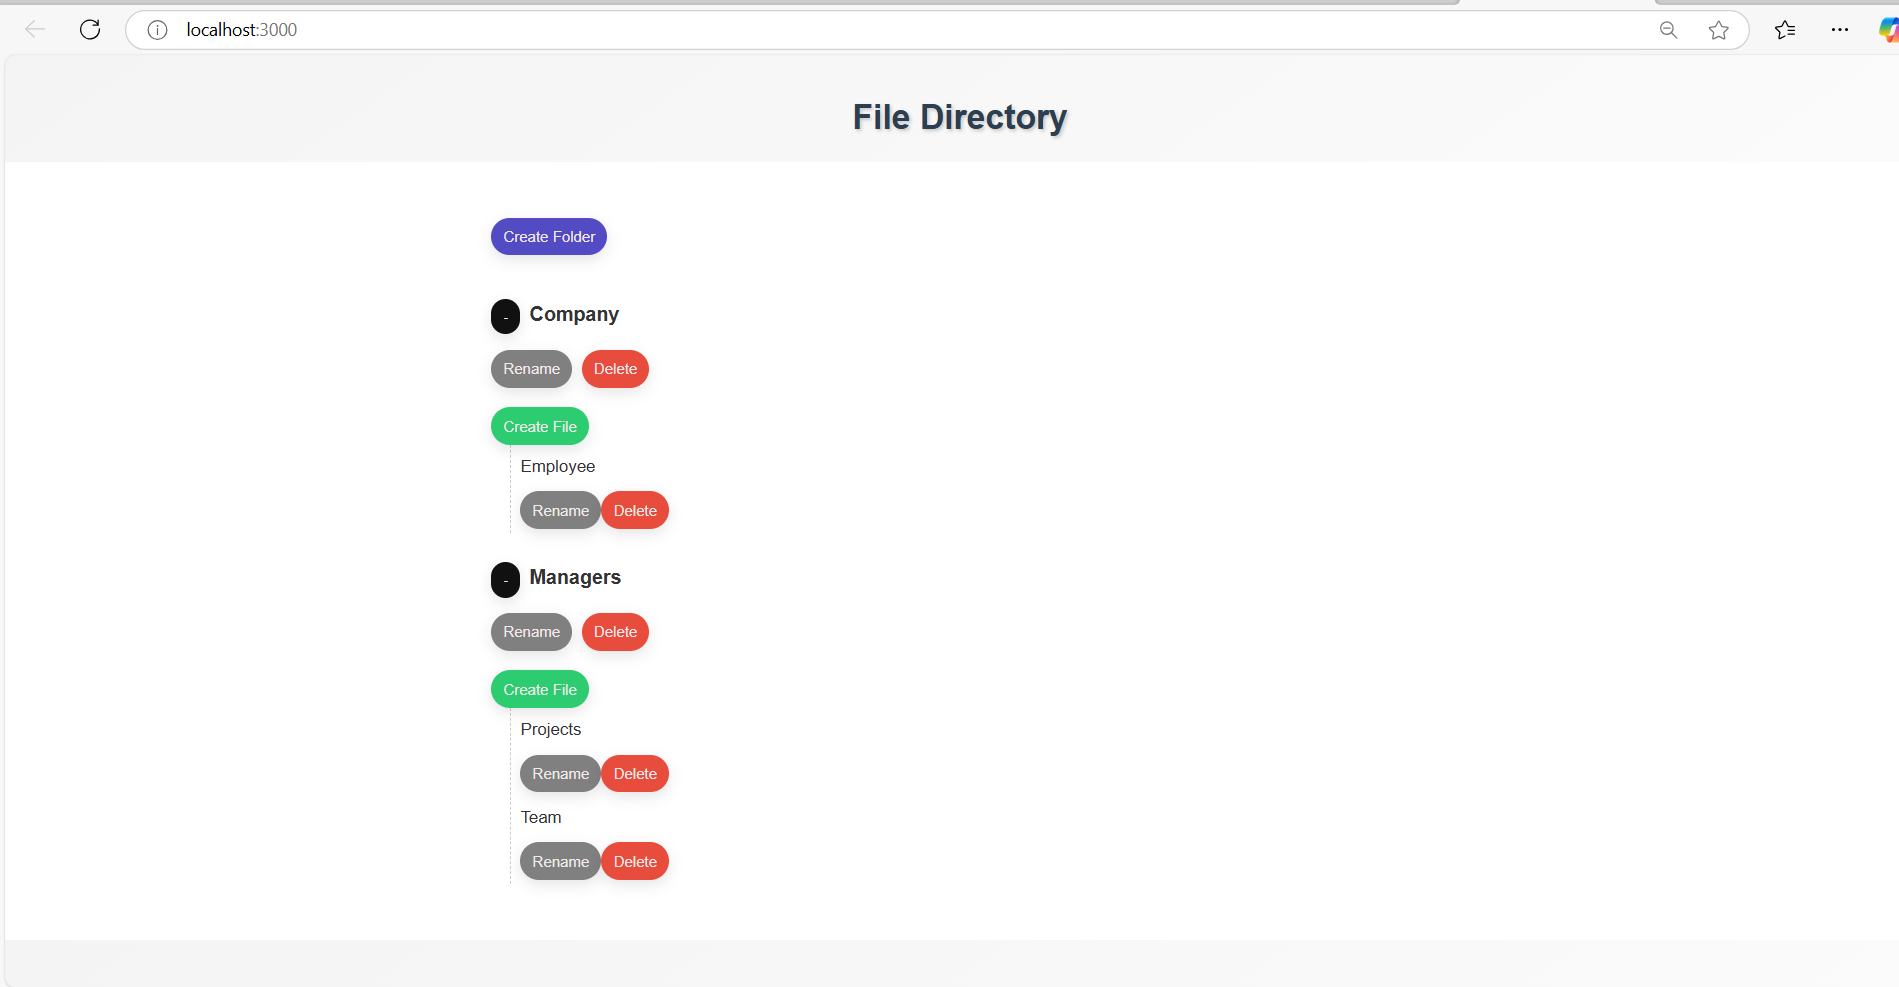 localhost:3000
File Directory
Create Folder
- Company
Rename Delete
Create File
Employee
Rename Delete
- Managers
Rename Delete
Create File
Projects
Rename Delete
Team
Rename Delete